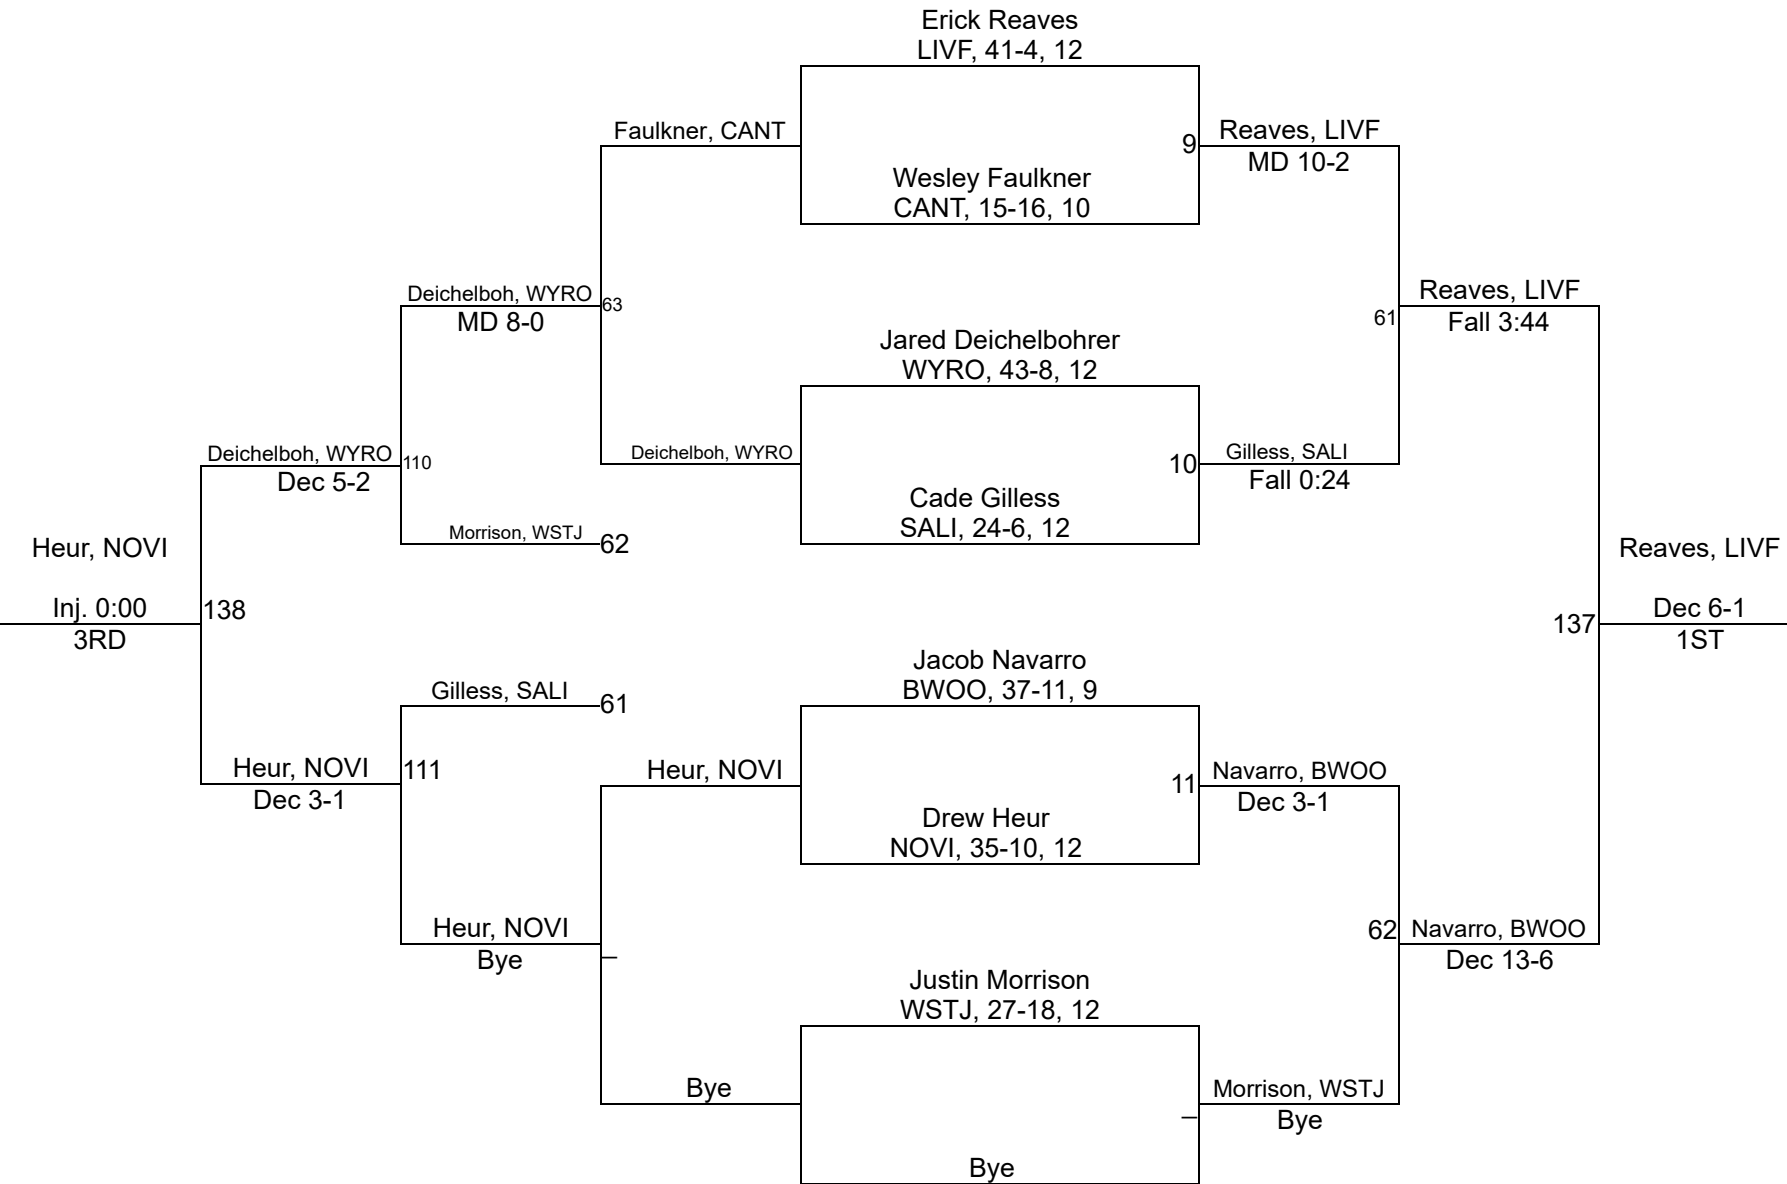 Erick Reaves
LIVF, 41-4, 12
Faulkner, CANT
9
Reaves, LIVF
MD 10-2
Wesley Faulkner
CANT, 15-16, 10
Deichelboh, WYRO
63
MD 8-0
61
Reaves, LIVF
Fall 3:44
Jared Deichelbohrer
WYRO, 43-8, 12
Deichelboh, WYRO
110
Dec 5-2
Deichelboh, WYRO
10
Gilless, SALI
Fall 0:24
Cade Gilless
SALI, 24-6, 12
Morrison, WSTJ
62
Heur, NOVI
Inj. 0:00
3RD
138
Reaves, LIVF
137
Dec 6-1
1ST
Jacob Navarro
BWOO, 37-11, 9
Gilless, SALI
61
Heur, NOVI
Dec 3-1
111
Heur, NOVI
11
Navarro, BWOO
Dec 3-1
Drew Heur
NOVI, 35-10, 12
Heur, NOVI
Bye
–
62
Navarro, BWOO
Dec 13-6
Justin Morrison
WSTJ, 27-18, 12
Bye
–
Morrison, WSTJ
Bye
Bye